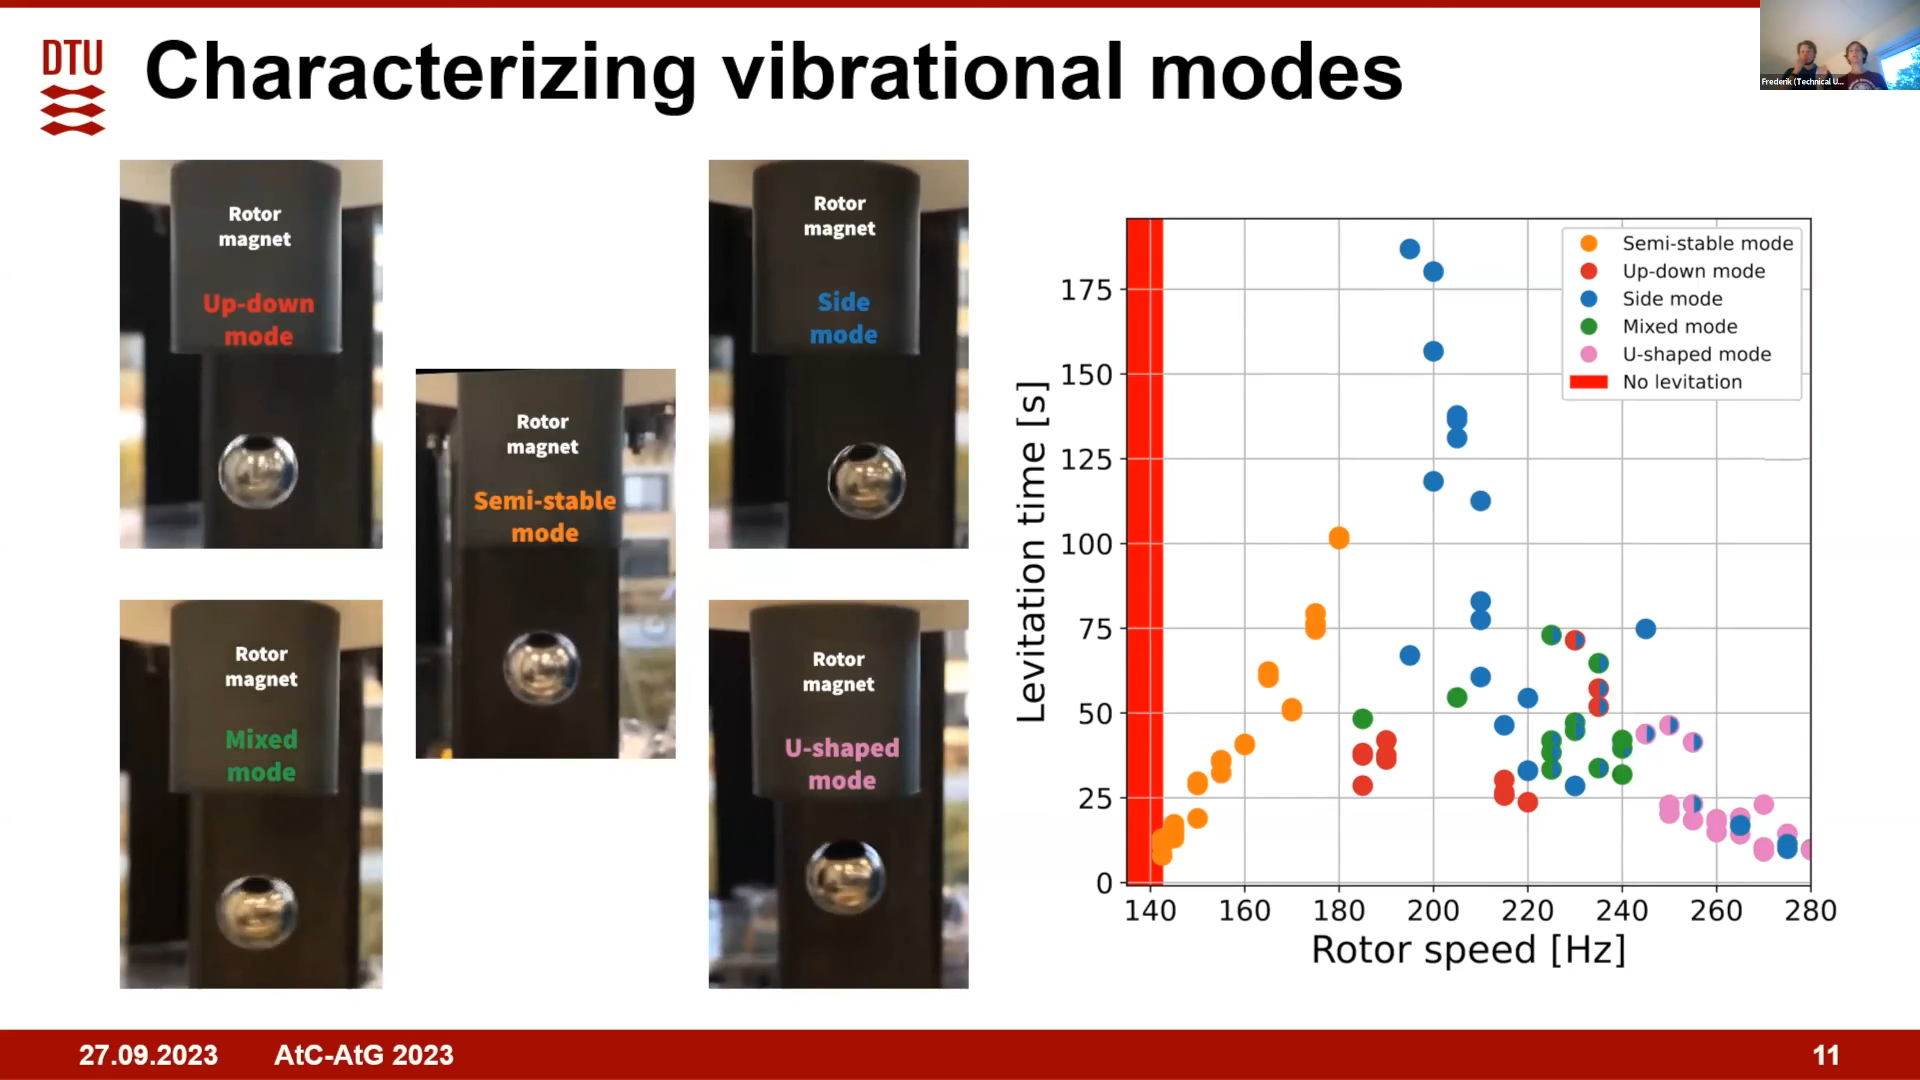 DTU
Characterizing vibrational modes
Frederik (Technical U...
Rotor
magnet
Up-down
mode
Rotor
magnet
Side
mode
Rotor
magnet
Semi-stable
mode
Rotor
magnet
Mixed
mode
Rotor
magnet
U-shaped
mode
Semi-stable mode
Up-down mode
Side mode
Mixed mode
U-shaped mode
No levitation
Levitation time [s]
175
150
125
100
75
50
25
0
140 160 180 200 220 240 260 280
Rotor speed [Hz]
27.09.2023 AtC-AtG 2023 11